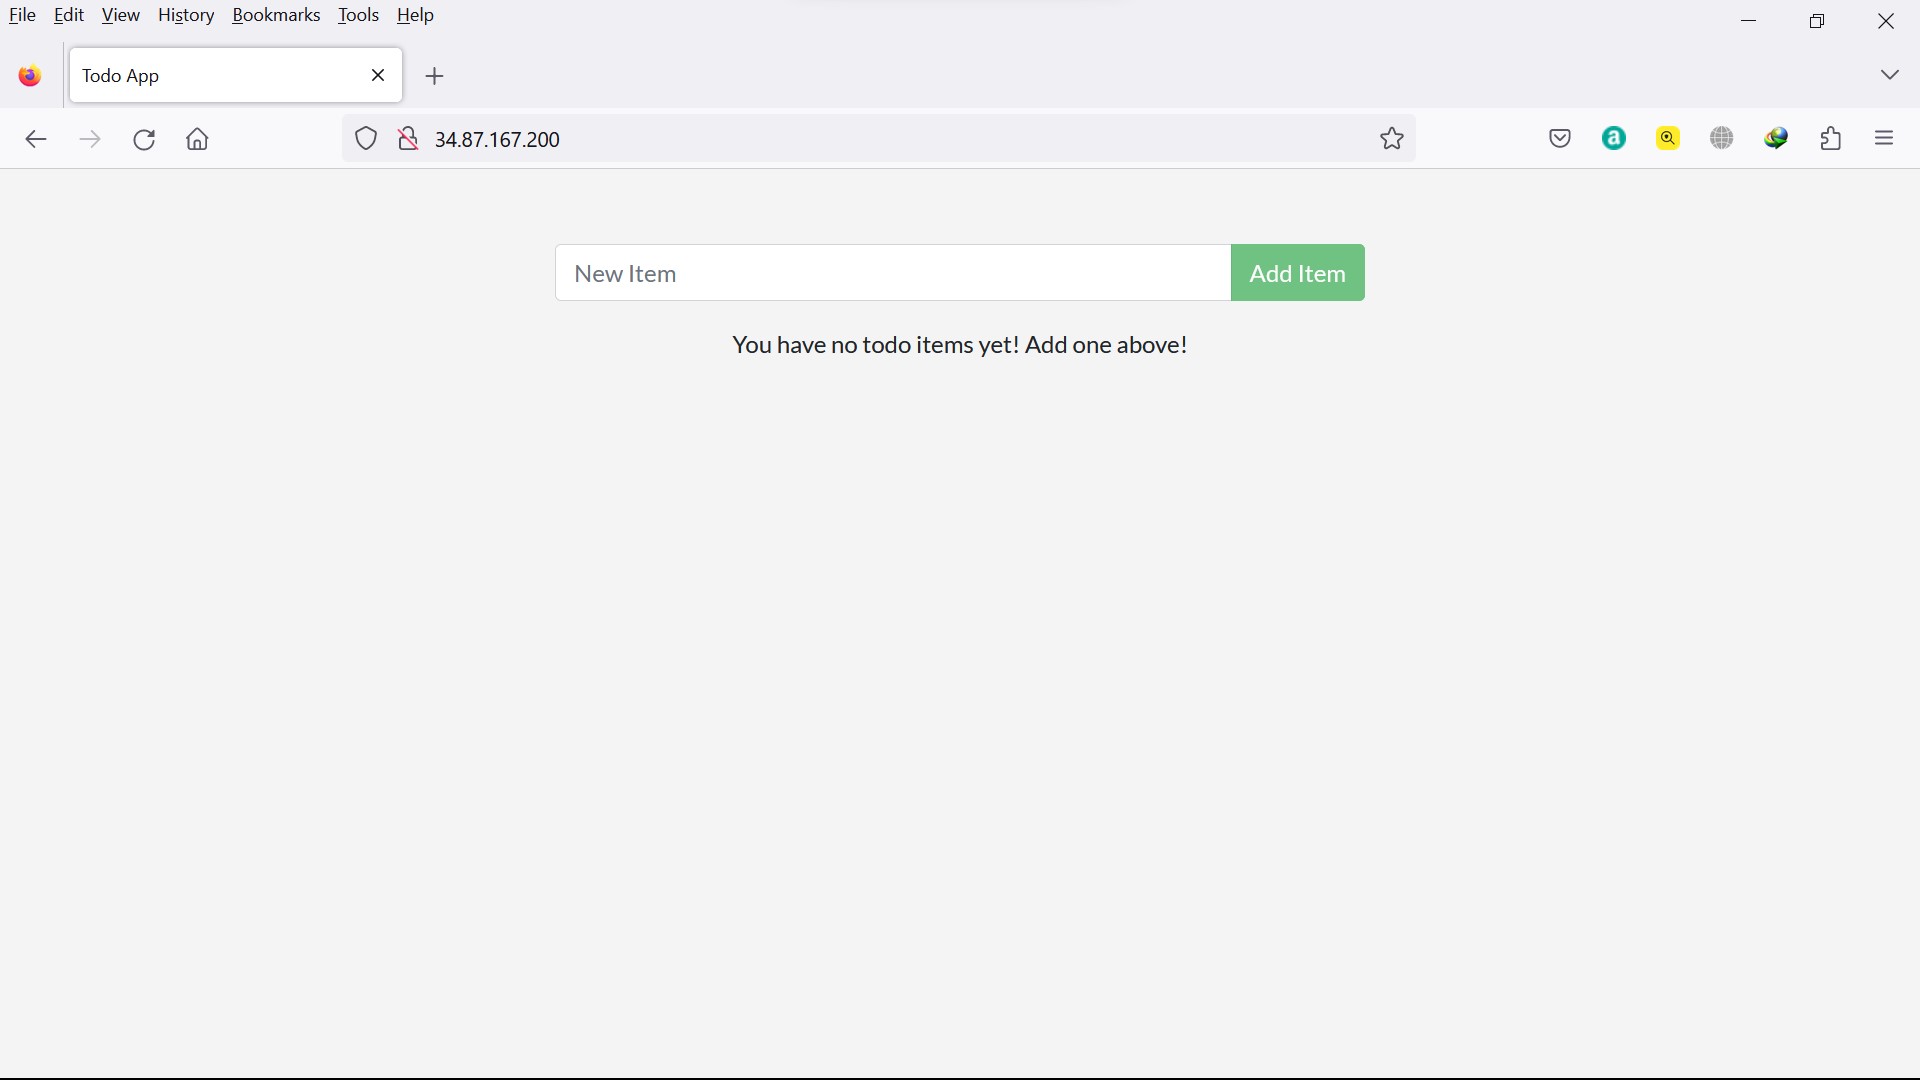 File Edit View History Bookmarks Tools Help
Todo App
34.87.167.200
a
New Item Add Item
You have no todo items yet! Add one above!